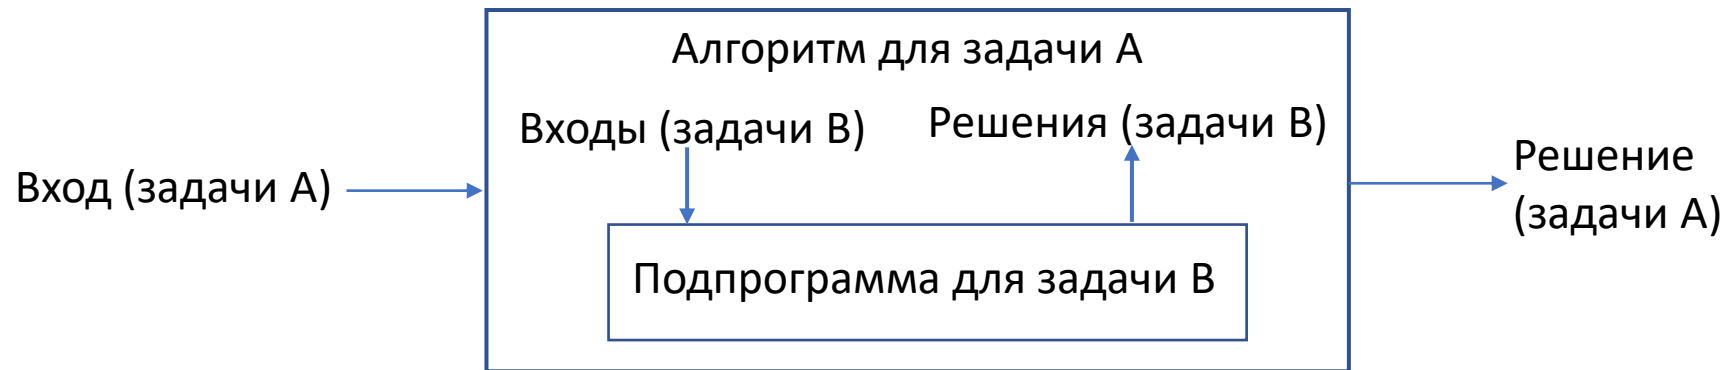 Алгоритм для задачи A
Входы (задачи B)
Решения (задачи B)
Вход (задачи A)
Решение
(задачи A)
Подпрограмма для задачи B